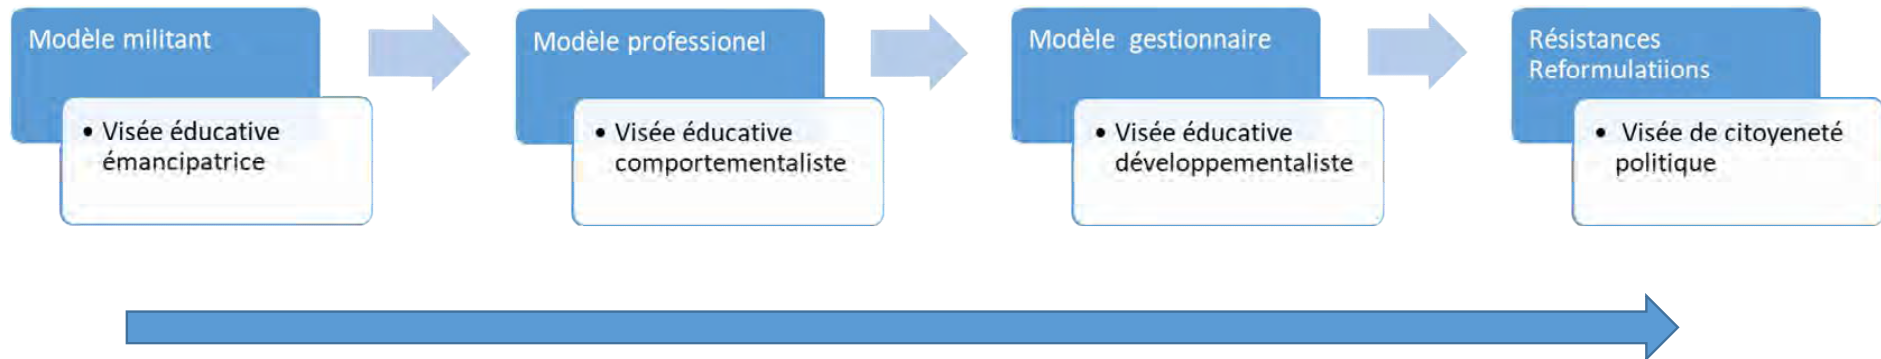 Modèle militant
• Visée éducative
émancipatrice
Modèle professionel
• Visée éducative
comportementaliste
Modèle gestionnaire
• Visée éducative
développementaliste
Résistances
Reformulatiions
• Visée de citoyeneté
politique